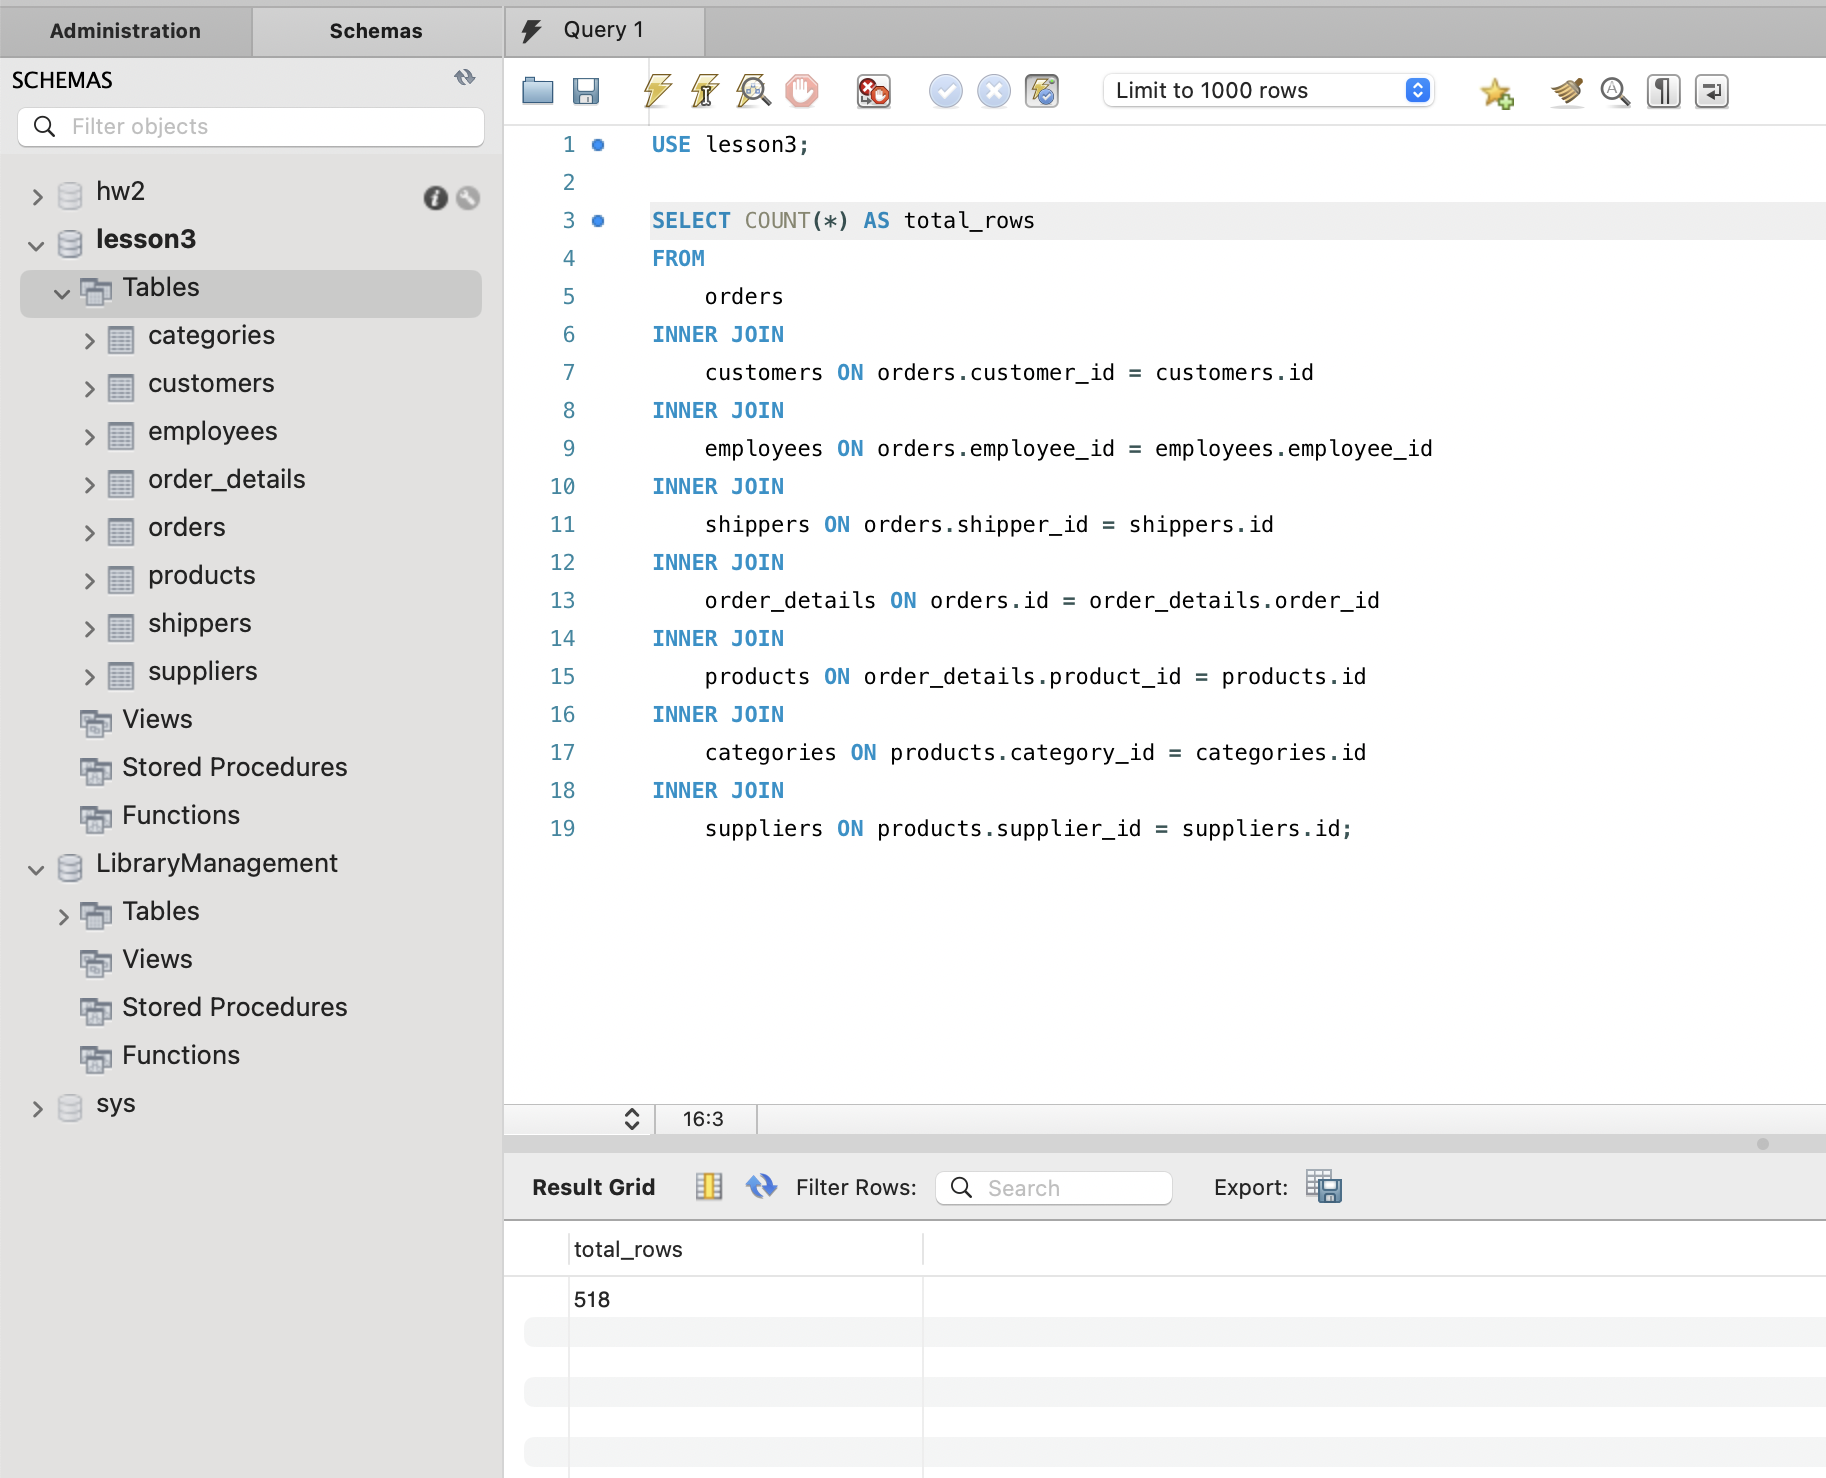 Administration
Schemas
SCHEMAS
Filter objects
hw2
lesson3
Tables
categories
customers
employees
order_details
orders
products
shippers
suppliers
Views
Stored Procedures
Functions
LibraryManagement
Tables
Views
Stored Procedures
Functions
sys
Query 1
Limit to 1000 rows
1 USE lesson3;
2
3 SELECT COUNT(*) AS total_rows
4 FROM
5 orders
6 INNER JOIN
7 customers ON orders.customer_id = customers.id
8 INNER JOIN
9 employees ON orders.employee_id = employees.employee_id
10 INNER JOIN
11 shippers ON orders.shipper_id = shippers.id
12 INNER JOIN
13 order_details ON orders.id = order_details.order_id
14 INNER JOIN
15 products ON order_details.product_id = products.id
16 INNER JOIN
17 categories ON products.category_id = categories.id
18 INNER JOIN
19 suppliers ON products.supplier_id = suppliers.id;
16:3
Result Grid Filter Rows: Search Export:
total_rows
518